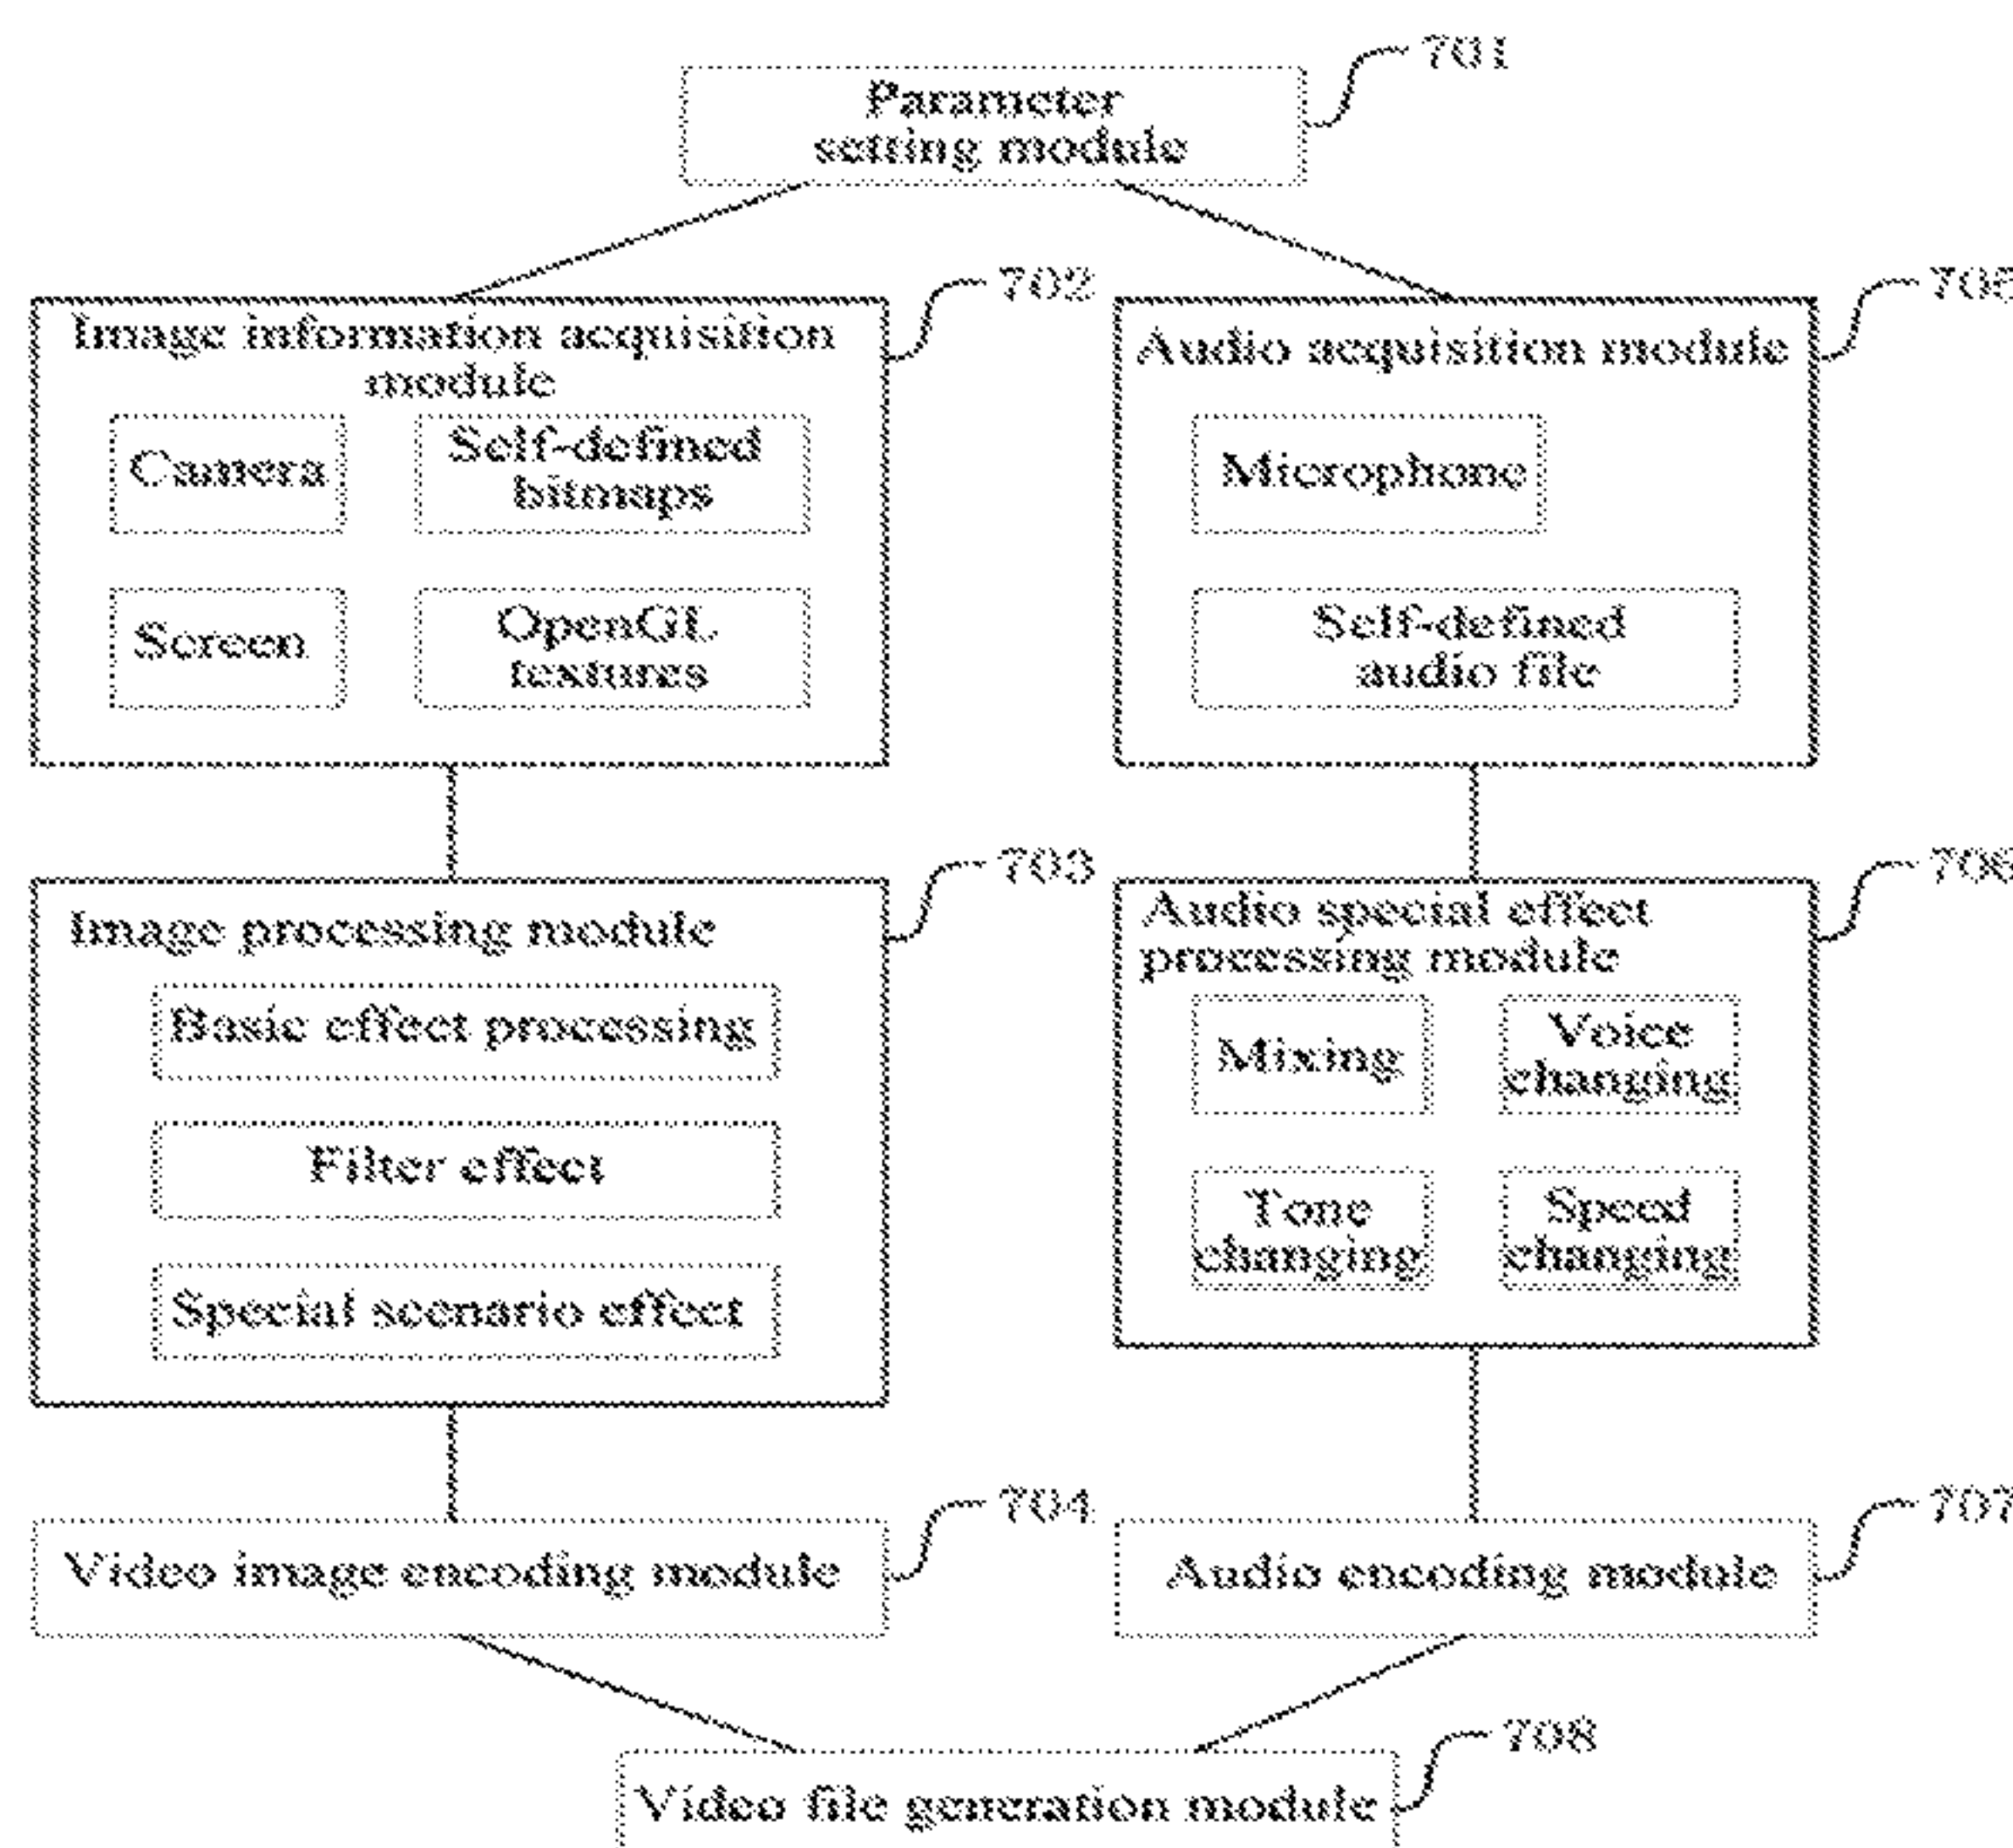 701
Parameter
setting module
702
Image information acquisition
module
Camera
Self-defined
bitmaps
Screen
OpenGL
textures
705
Audio acquisition module
Microphone
Self-defined
audio file
703
Image processing module
Basic effect processing
Filter effect
Special scenario effect
706
Audio special effect
processing module
Mixing
Voice
changing
Tone
changing
Speed
changing
704
Video image encoding module
707
Audio encoding module
708
Video file generation module